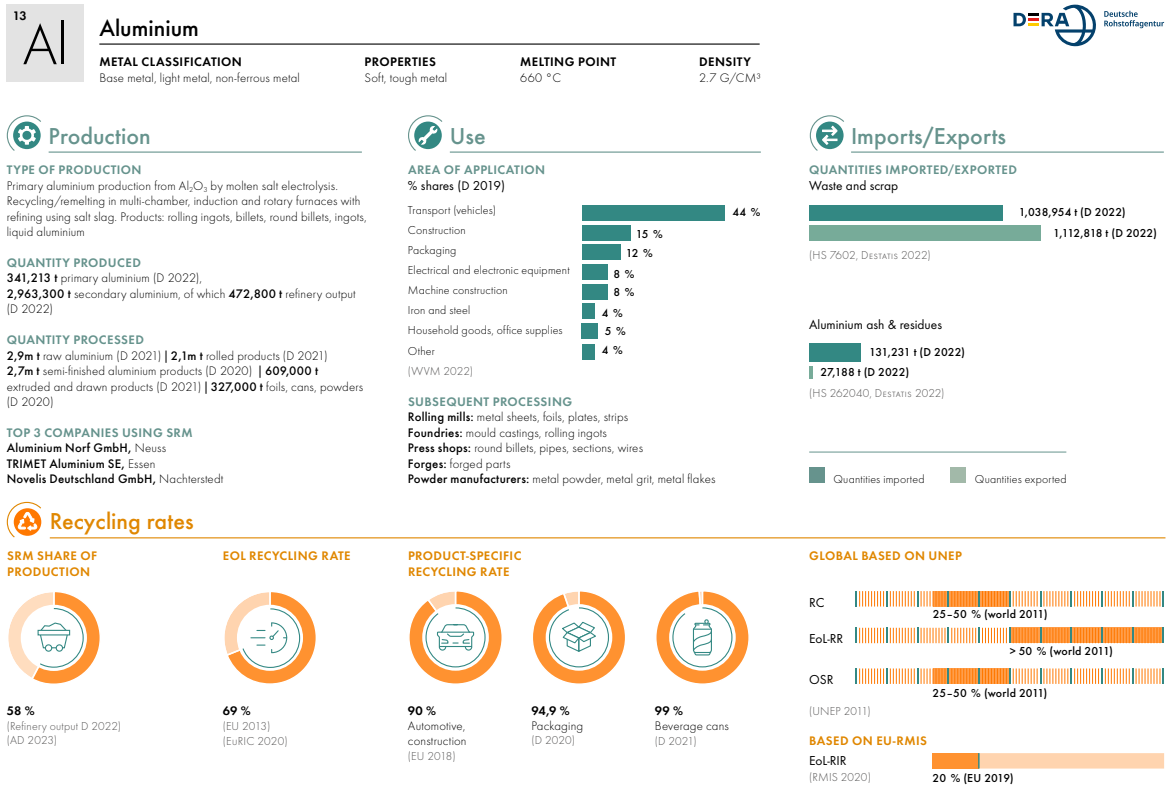 13
Al
Aluminium
DERA Deutsche
Rohstoffagentur
METAL CLASSIFICATION
Base metal, light metal, non-ferrous metal
PROPERTIES
Soft, tough metal
MELTING POINT
660 °C
DENSITY
2.7 G/CM³
Production
TYPE OF PRODUCTION
Primary aluminium production from Al₂O₃ by molten salt electrolysis.
Recycling/remelting in multi-chamber, induction and rotary furnaces with
refining using salt slag. Products: rolling ingots, billets, round billets, ingots,
liquid aluminium
QUANTITY PRODUCED
341,213 t primary aluminium (D 2022),
2,963,300 t secondary aluminium, of which 472,800 t refinery output
(D 2022)
QUANTITY PROCESSED
2,9m t raw aluminium (D 2021) | 2,1m t rolled products (D 2021)
2,7m t semi-finished aluminium products (D 2020) | 609,000 t
extruded and drawn products (D 2021) | 327,000 t foils, cans, powders
(D 2020)
TOP 3 COMPANIES USING SRM
Aluminium Norf GmbH, Neuss
TRIMET Aluminium SE, Essen
Novelis Deutschland GmbH, Nachterstedt
Use
AREA OF APPLICATION
% shares (D 2019)
Transport (vehicles) 44 %
Construction 15 %
Packaging 12 %
Electrical and electronic equipment 8 %
Machine construction 8 %
Iron and steel 4 %
Household goods, office supplies 5 %
Other 4 %
(WVM 2022)
SUBSEQUENT PROCESSING
Rolling mills: metal sheets, foils, plates, strips
Foundries: mould castings, rolling ingots
Press shops: round billets, pipes, sections, wires
Forges: forged parts
Powder manufacturers: metal powder, metal grit, metal flakes
Imports/Exports
QUANTITIES IMPORTED/EXPORTED
Waste and scrap
1,038,954 t (D 2022)
1,112,818 t (D 2022)
(HS 7602, Destatis 2022)
Aluminium ash & residues
131,231 t (D 2022)
27,188 t (D 2022)
(HS 262040, Destatis 2022)
Quantities imported
Quantities exported
Recycling rates
SRM SHARE OF
PRODUCTION
58 %
(Refinery output D 2022)
(AD 2023)
EOL RECYCLING RATE
69 %
(EU 2013)
(EuRIC 2020)
PRODUCT-SPECIFIC
RECYCLING RATE
90 %
Automotive,
construction
(EU 2018)
94,9 %
Packaging
(D 2020)
99 %
Beverage cans
(D 2021)
GLOBAL BASED ON UNEP
RC
25–50 % (world 2011)
EoL-RR
> 50 % (world 2011)
OSR
25–50 % (world 2011)
(UNEP 2011)
BASED ON EU-RMIS
EoL-RIR
(RMIS 2020)
20 % (EU 2019)